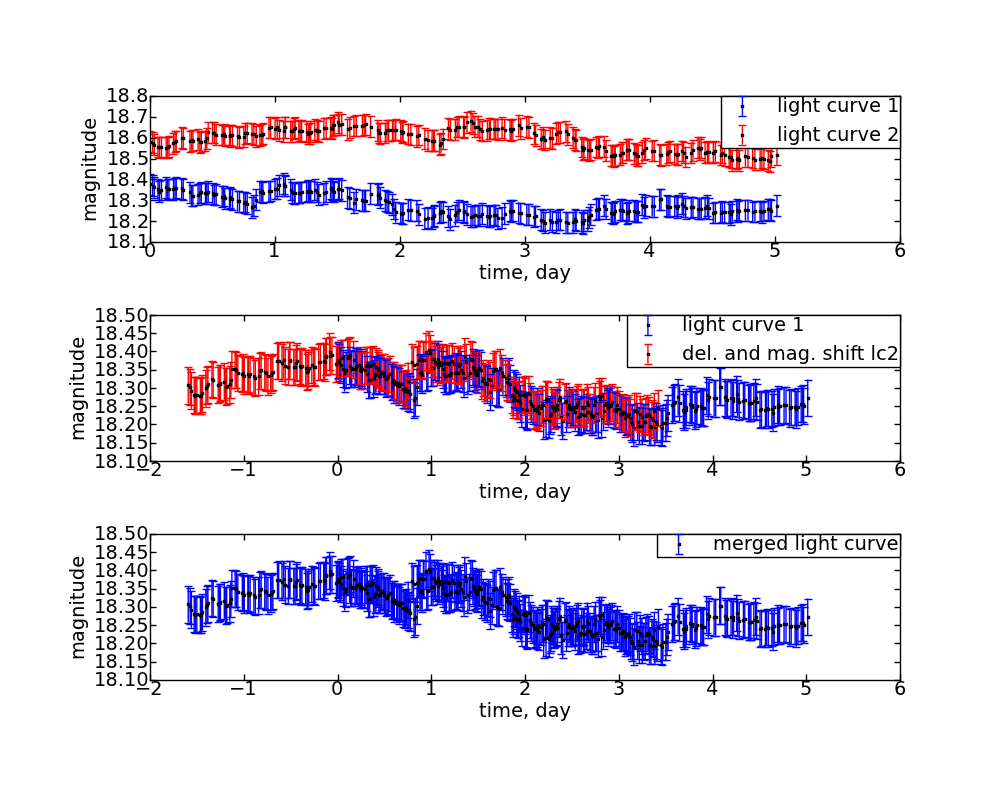 18.8
18.7
18.6
18.5
18.4
18.3
18.2
18.1
magnitude
light curve 1
light curve 2
0 1 2 3 4 5 6
time, day
18.50
18.45
18.40
18.35
18.30
18.25
18.20
18.15
18.10
magnitude
light curve 1
del. and mag. shift lc2
−2 −1 0 1 2 3 4 5 6
time, day
18.50
18.45
18.40
18.35
18.30
18.25
18.20
18.15
18.10
magnitude
merged light curve
−2 −1 0 1 2 3 4 5 6
time, day